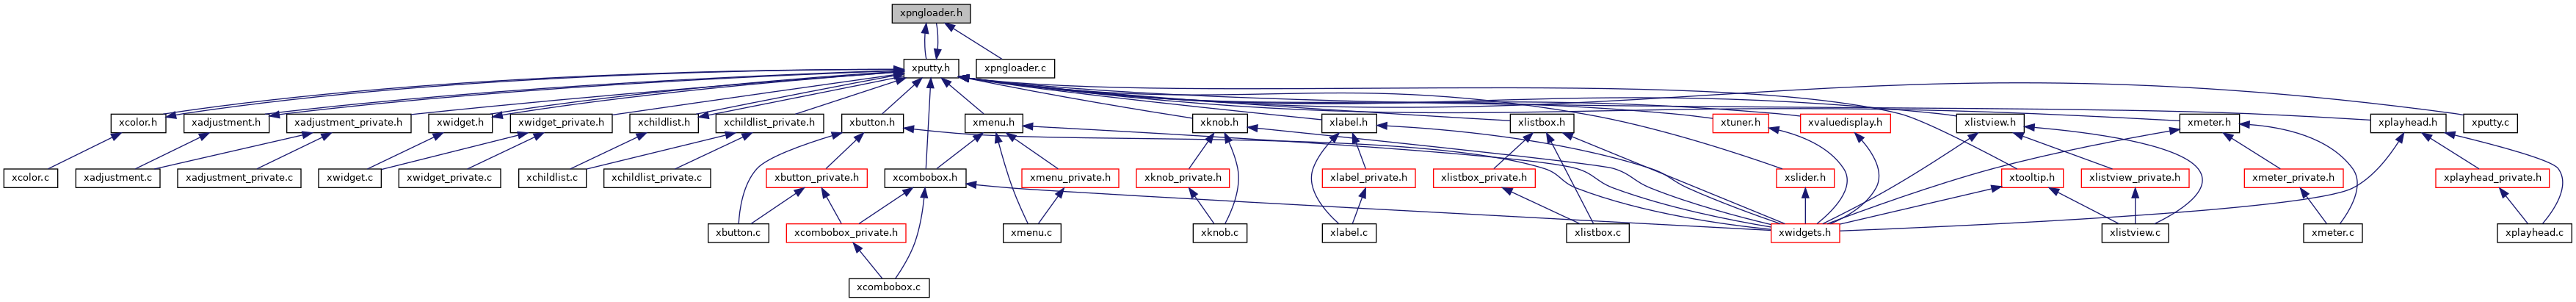 xpngloader.h
xputty.h
xpngloader.c
xcolor.h
xadjustment.h
xadjustment_private.h
xwidget.h
xwidget_private.h
xchildlist.h
xchildlist_private.h
xbutton.h
xmenu.h
xknob.h
xlabel.h
xlistbox.h
xtuner.h
xvaluedisplay.h
xlistview.h
xmeter.h
xplayhead.h
xputty.c
xcolor.c
xadjustment.c
xadjustment_private.c
xwidget.c
xwidget_private.c
xchildlist.c
xchildlist_private.c
xbutton_private.h
xcombobox.h
xmenu_private.h
xknob_private.h
xlabel_private.h
xlistbox_private.h
xslider.h
xtooltip.h
xlistview_private.h
xmeter_private.h
xplayhead_private.h
xbutton.c
xcombobox_private.h
xmenu.c
xknob.c
xlabel.c
xlistbox.c
xwidgets.h
xlistview.c
xmeter.c
xplayhead.c
xcombobox.c